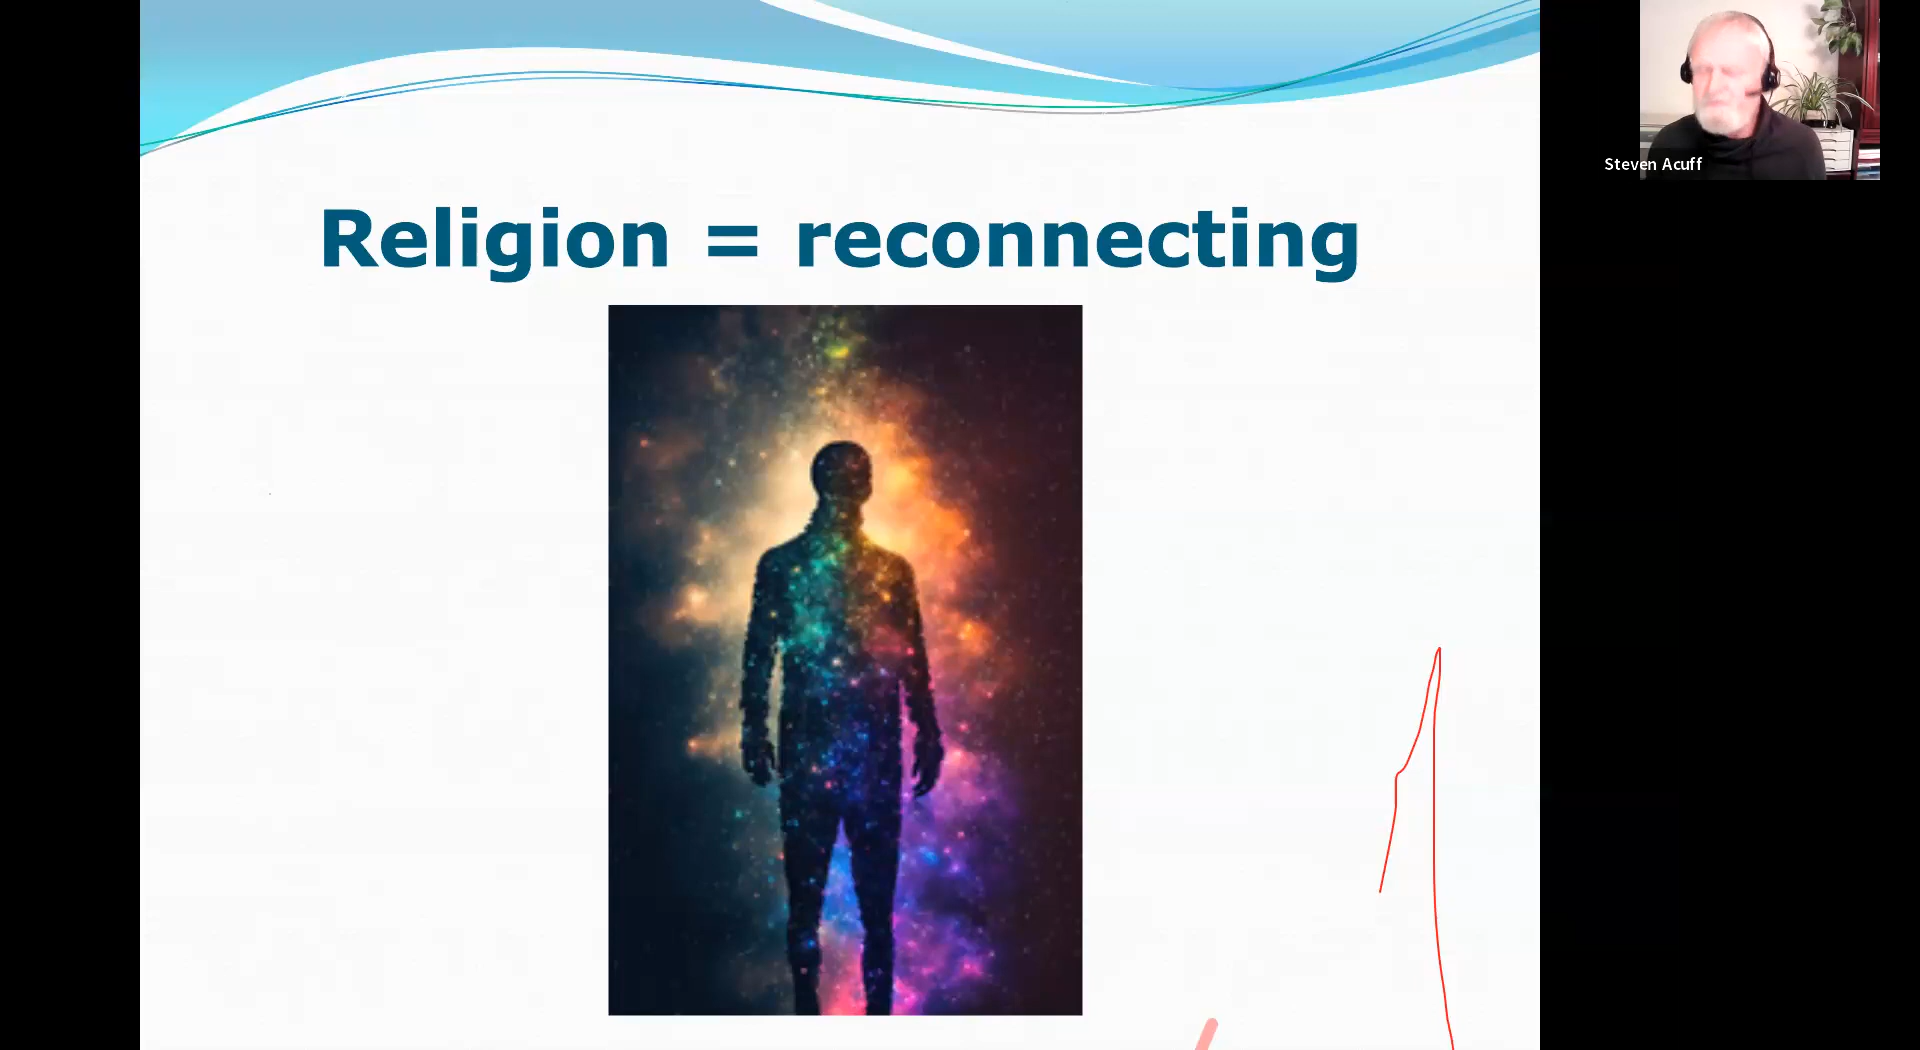 Religion = reconnecting
Steven Acuff